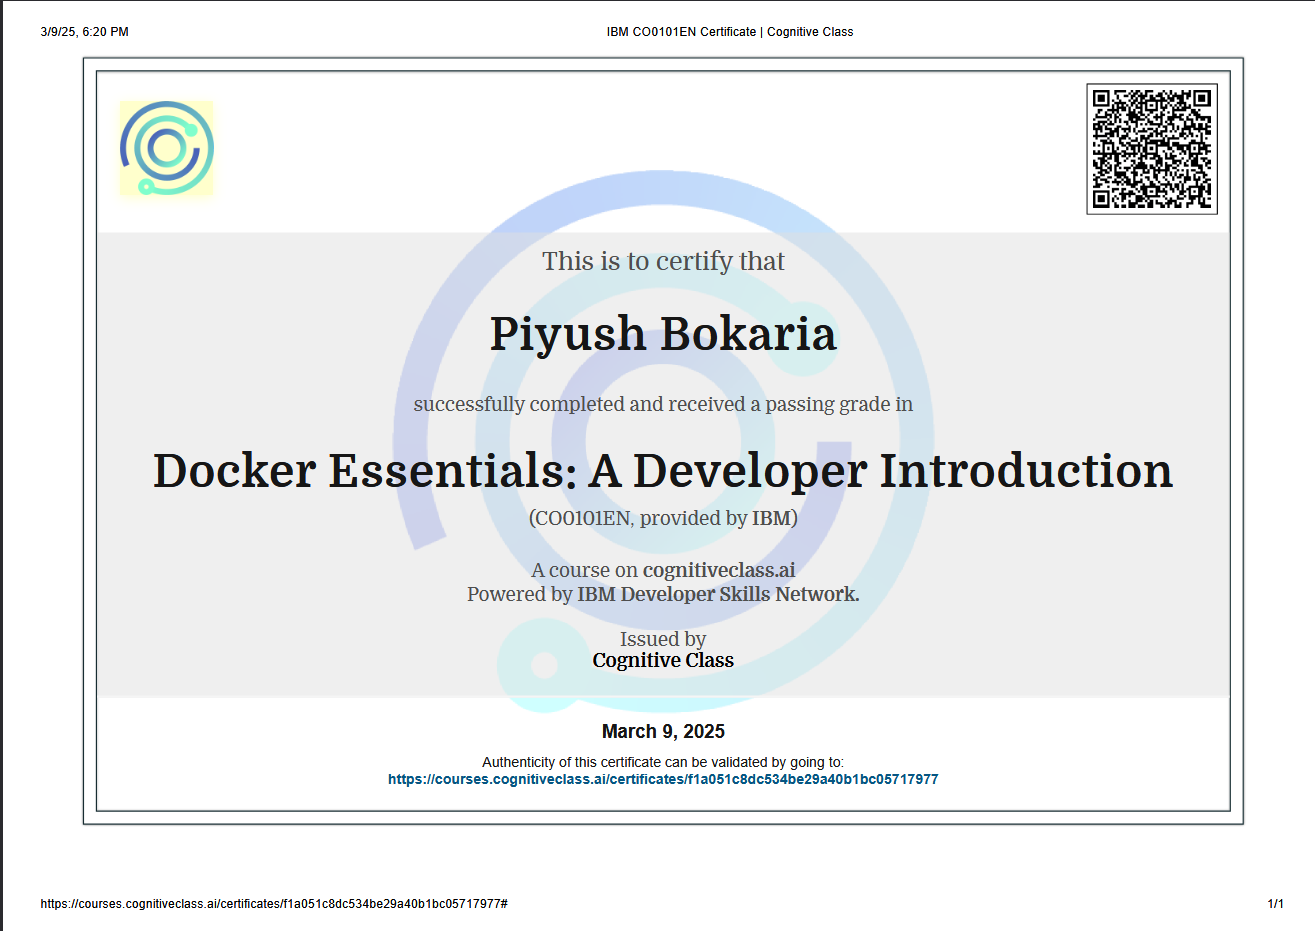 3/9/25, 6:20 PM
IBM CO0101EN Certificate | Cognitive Class
This is to certify that
Piyush Bokaria
successfully completed and received a passing grade in
Docker Essentials: A Developer Introduction
(CO0101EN, provided by IBM)
A course on cognitiveclass.ai
Powered by IBM Developer Skills Network.
Issued by
Cognitive Class
March 9, 2025
Authenticity of this certificate can be validated by going to:
https://courses.cognitiveclass.ai/certificates/f1a051c8dc534be29a40b1bc05717977
https://courses.cognitiveclass.ai/certificates/f1a051c8dc534be29a40b1bc05717977#
1/1